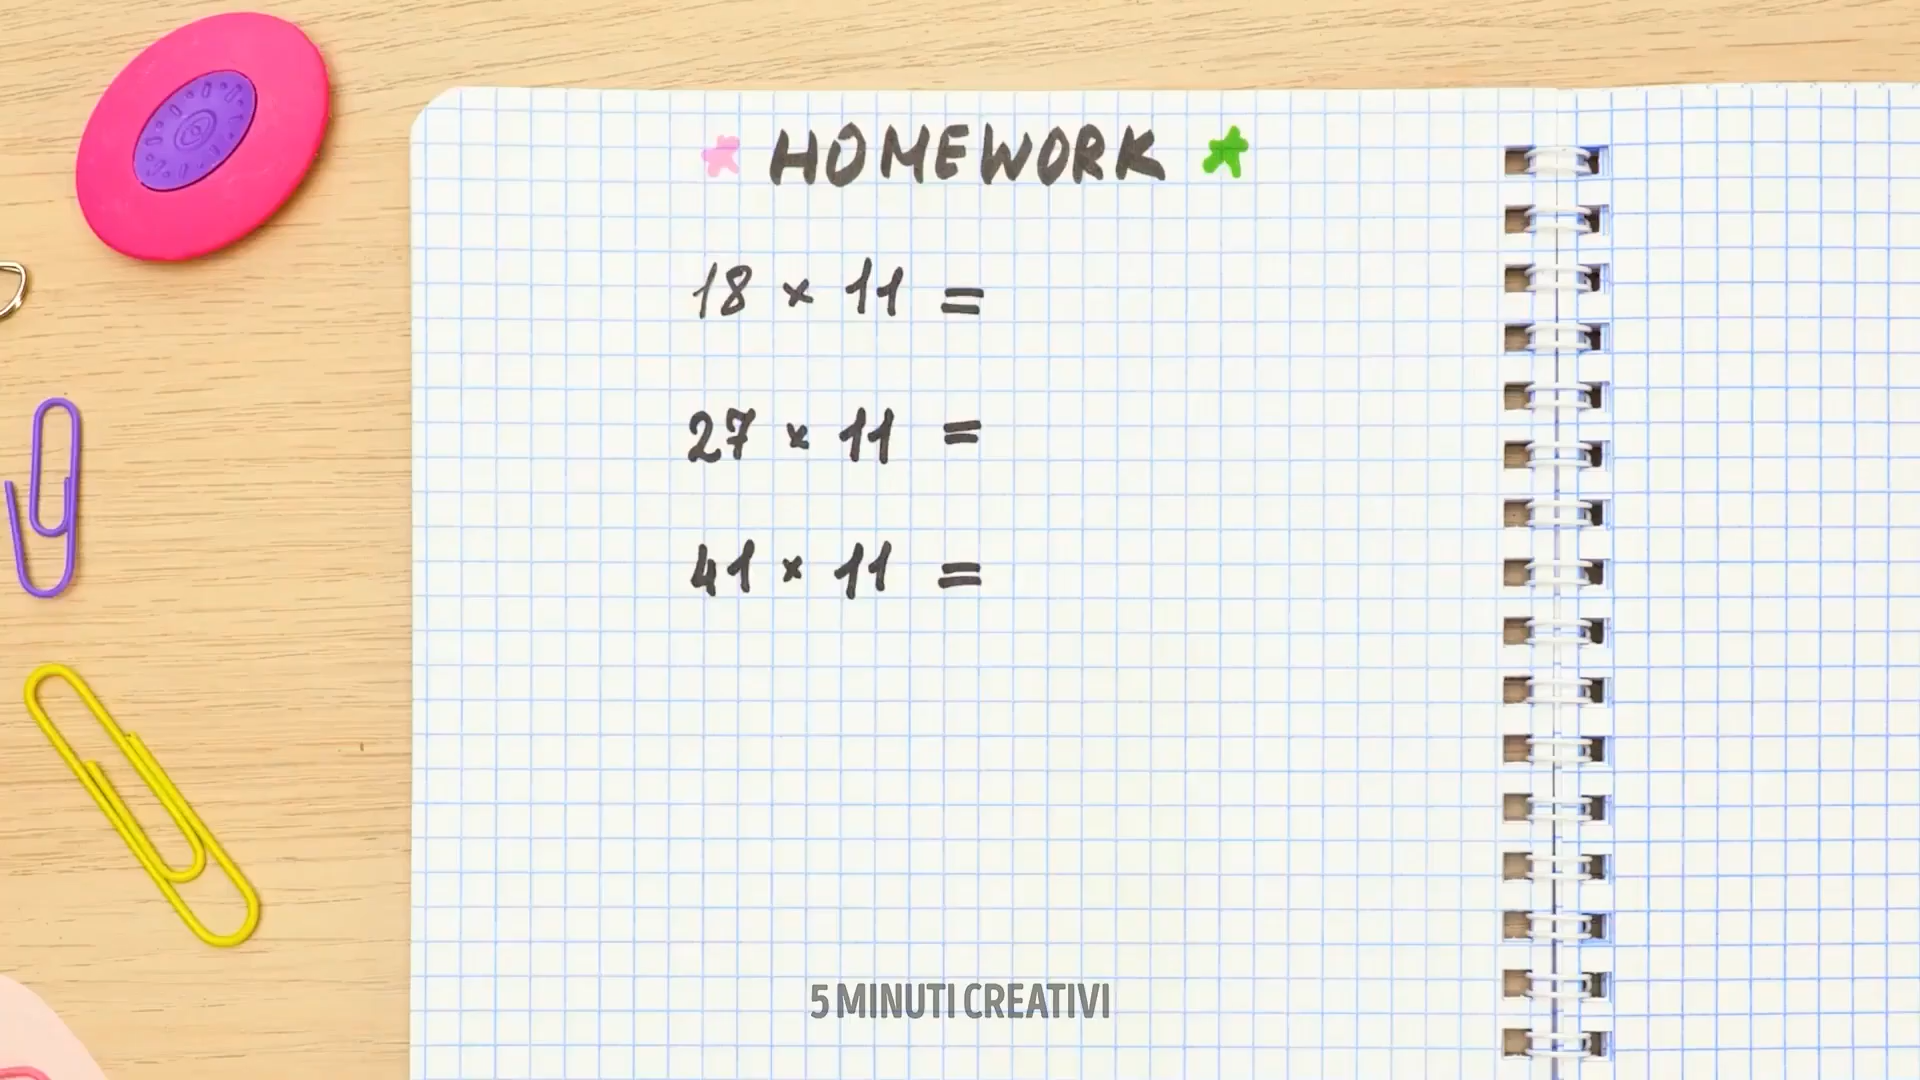 HOMEWORK
18 × 11 =
27 × 11 =
41 × 11 =
5 MINUTI CREATIVI